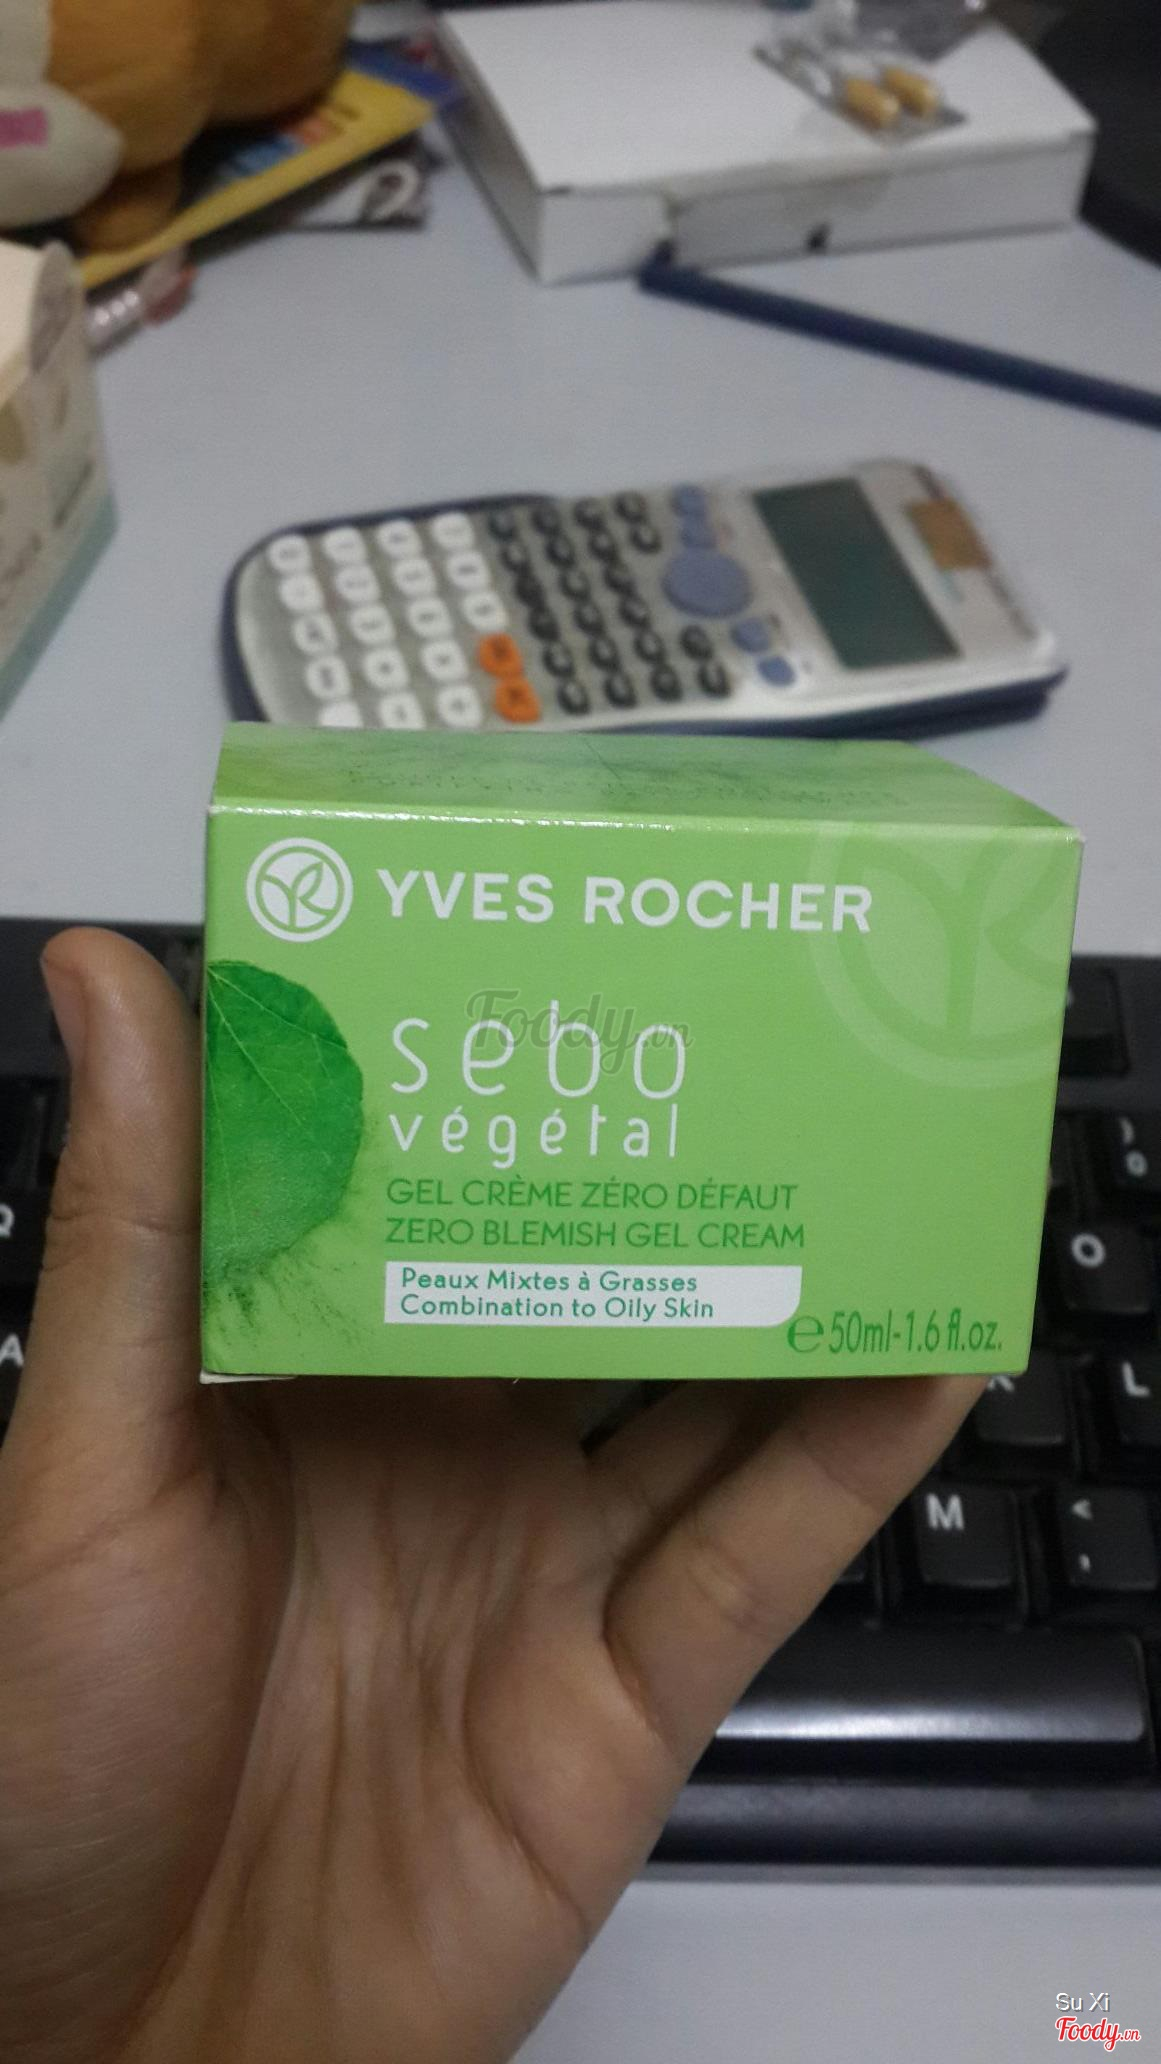 YVES ROCHER
sebo
végétal
GEL CRÈME ZÉRO DÉFAUT
ZERO BLEMISH GEL CREAM
Peaux Mixtes à Grasses
Combination to Oily Skin
e 50ml-1.6 fl.oz.
Foody.vn
Q
A
O
K
L
M
<
,
Su Xi
Foody.vn